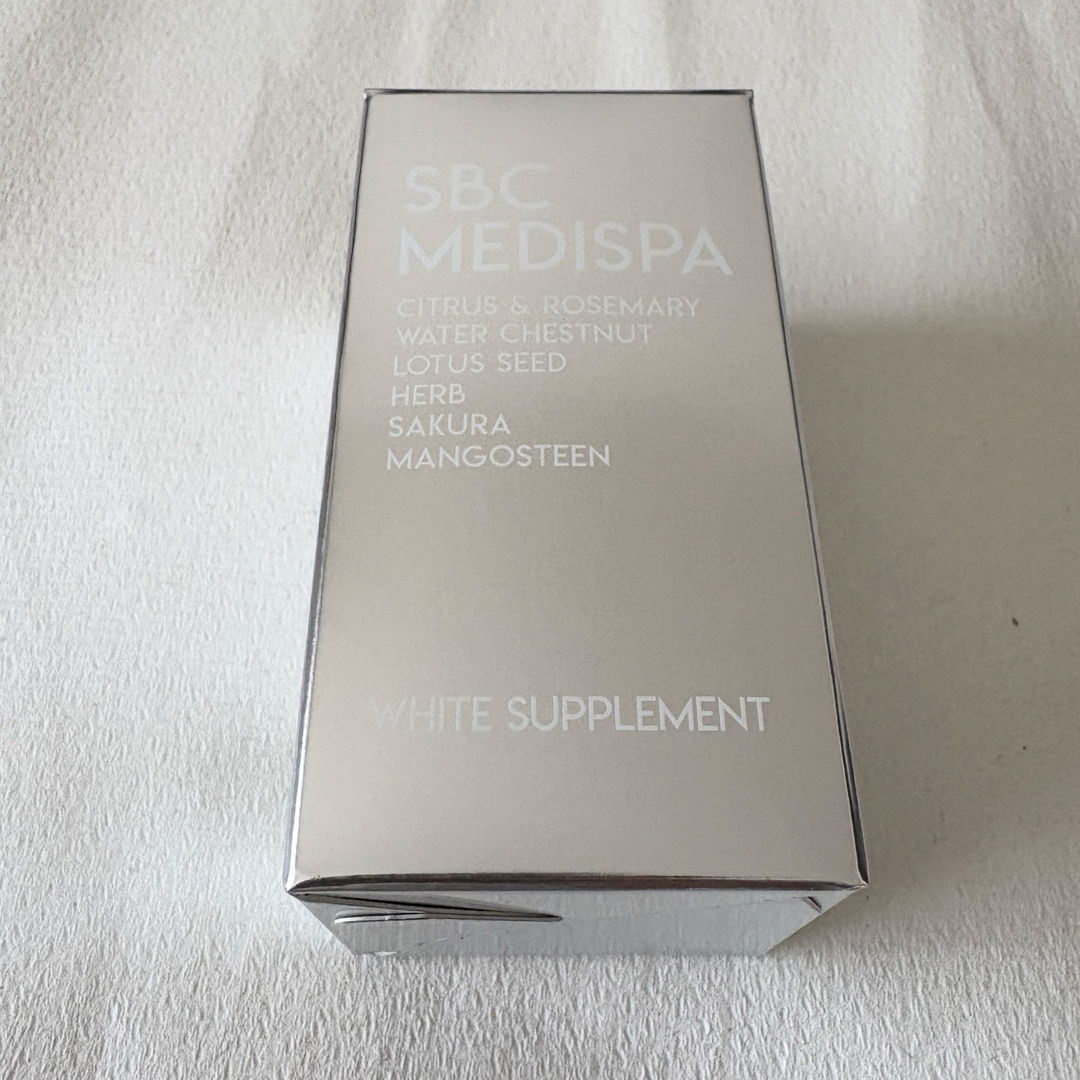 SBC
MEDISPA
CITRUS & ROSEMARY
WATER CHESTNUT
LOTUS SEED
HERB
SAKURA
MANGOSTEEN
WHITE SUPPLEMENT